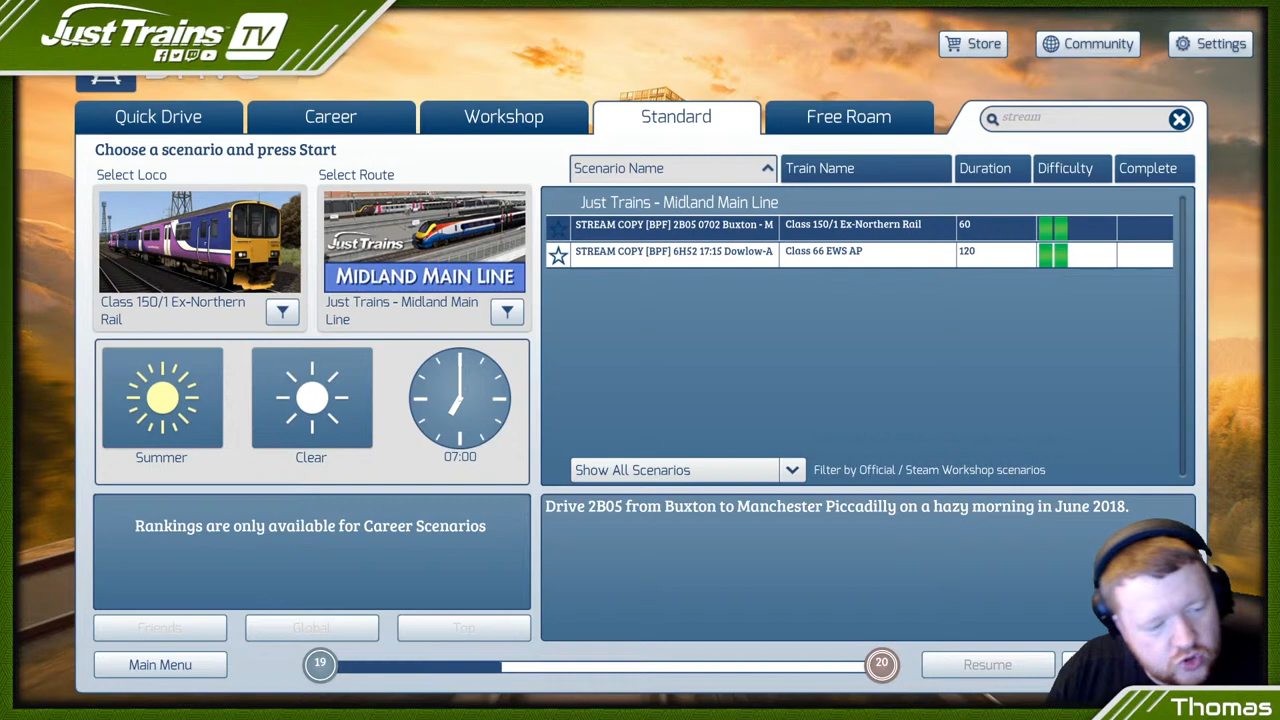 Just Trains TV
Store
Community
Settings
Quick Drive
Career
Workshop
Standard
Free Roam
stream
Choose a scenario and press Start
Select Loco
Select Route
Scenario Name
Train Name
Duration
Difficulty
Complete
Just Trains - Midland Main Line
STREAM COPY [BPF] 2B05 0702 Buxton - M
Class 150/1 Ex-Northern Rail
60
STREAM COPY [BPF] 6H52 17:15 Dowlow-A
Class 66 EWS AP
120
Just Trains
MIDLAND MAIN LINE
Class 150/1 Ex-Northern
Rail
Just Trains - Midland Main
Line
Summer
Clear
07:00
Show All Scenarios
Filter by Official / Steam Workshop scenarios
Rankings are only available for Career Scenarios
Drive 2B05 from Buxton to Manchester Piccadilly on a hazy morning in June 2018.
Friends
Global
Top
Main Menu
19
20
Resume
Thomas